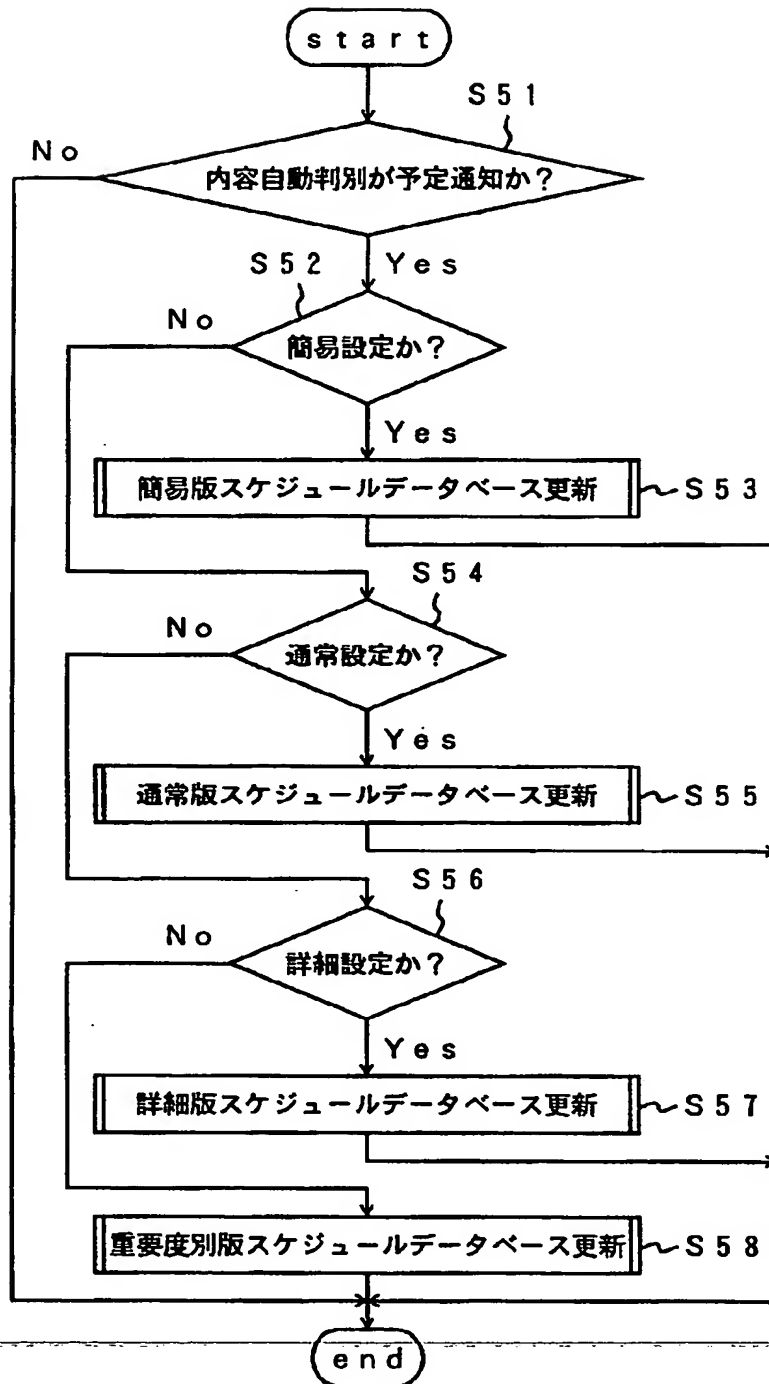 start
S51
No
内容自動判別が予定通知か？
Yes
S52
No
簡易設定か？
Yes
簡易版スケジュールデータベース更新
S53
S54
No
通常設定か？
Yes
通常版スケジュールデータベース更新
S55
S56
No
詳細設定か？
Yes
詳細版スケジュールデータベース更新
S57
重要度別版スケジュールデータベース更新
S58
end